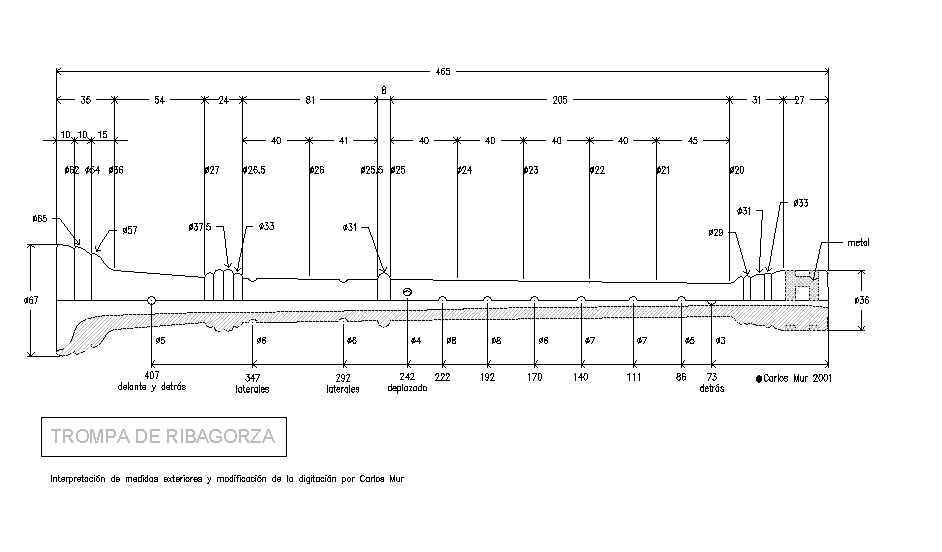 465
8
35 54 24 81 205 31 27
10 10 15 40 41 40 40 40 40 45
ø62 ø54 ø36 ø27 ø26.5 ø26 ø25.5 ø25 ø24 ø23 ø22 ø21 ø20
ø65 ø57 ø37.5 ø33 ø31 ø29 ø31 ø33
metal
ø67 ø36
ø5 ø6 ø6 ø4 ø8 ø8 ø6 ø7 ø7 ø5 ø3
407 347 292 242 222 192 170 140 111 86 73
delante y detrás laterales laterales deplazado detrás
Carlos Mur 2001
TROMPA DE RIBAGORZA
Interpretación de medidas exteriores y modificación de la digitación por Carlos Mur